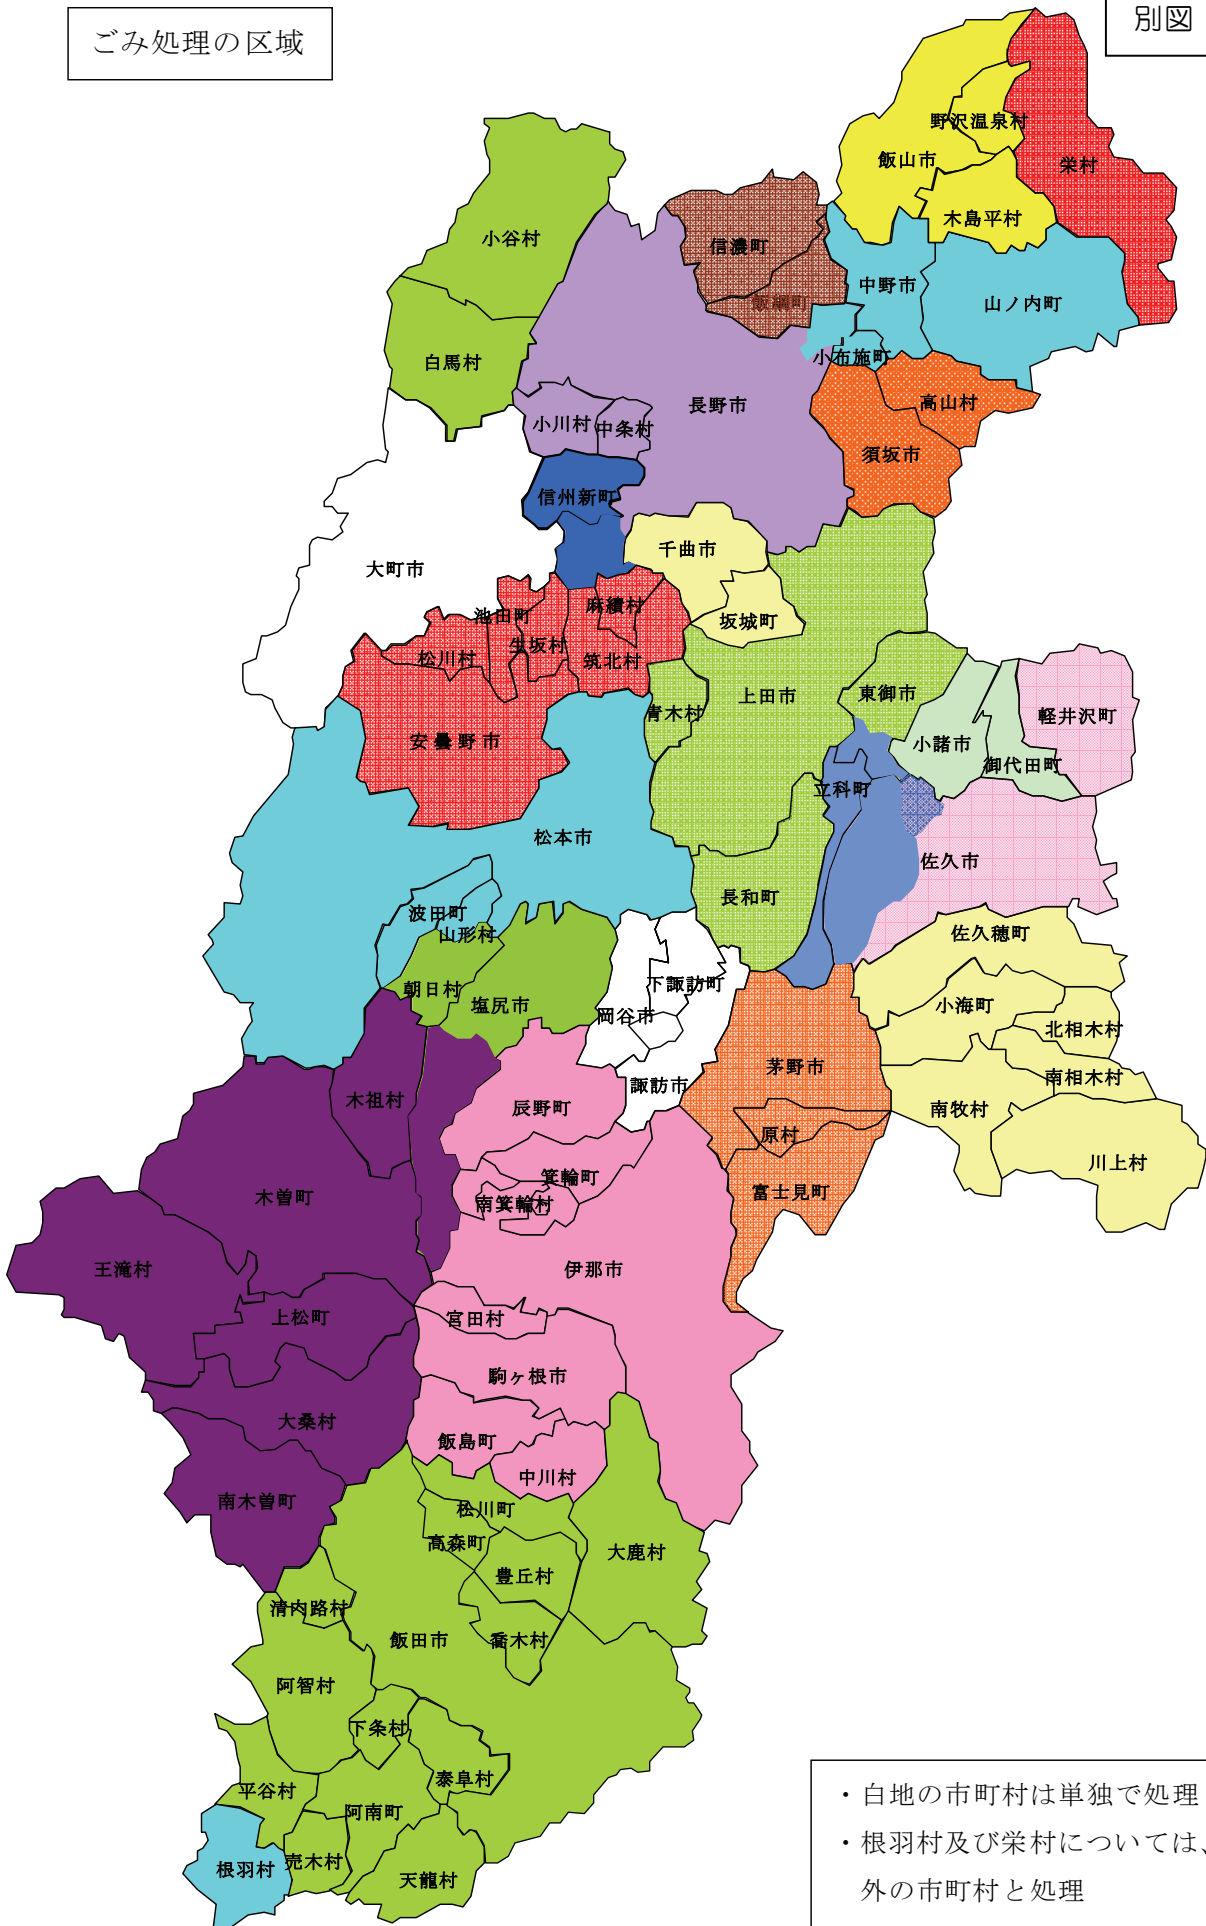 ごみ処理の区域
別図
野沢温泉村
飯山市
栄村
木島平村
小谷村
信濃町
中野市
飯綱町
山ノ内町
小布施町
白馬村
高山村
長野市
小川村
中条村
須坂市
信州新町
千曲市
大町市
麻績村
池田町
坂城町
生坂村
松川村
筑北村
東御市
上田市
青木村
軽井沢町
安曇野市
小諸市
御代田町
立科町
松本市
佐久市
長和町
波田町
山形村
佐久穂町
下諏訪町
朝日村
塩尻市
小海町
岡谷市
北相木村
茅野市
南相木村
諏訪市
木祖村
辰野町
南牧村
原村
川上村
箕輪町
木曽町
富士見町
南箕輪村
王滝村
伊那市
上松町
宮田村
駒ヶ根市
大桑村
飯島町
中川村
南木曽町
松川町
高森町
大鹿村
豊丘村
清内路村
飯田市
喬木村
阿智村
下条村
泰阜村
平谷村
阿南町
売木村
根羽村
天龍村
・白地の市町村は単独で処理
・根羽村及び栄村については、
外の市町村と処理